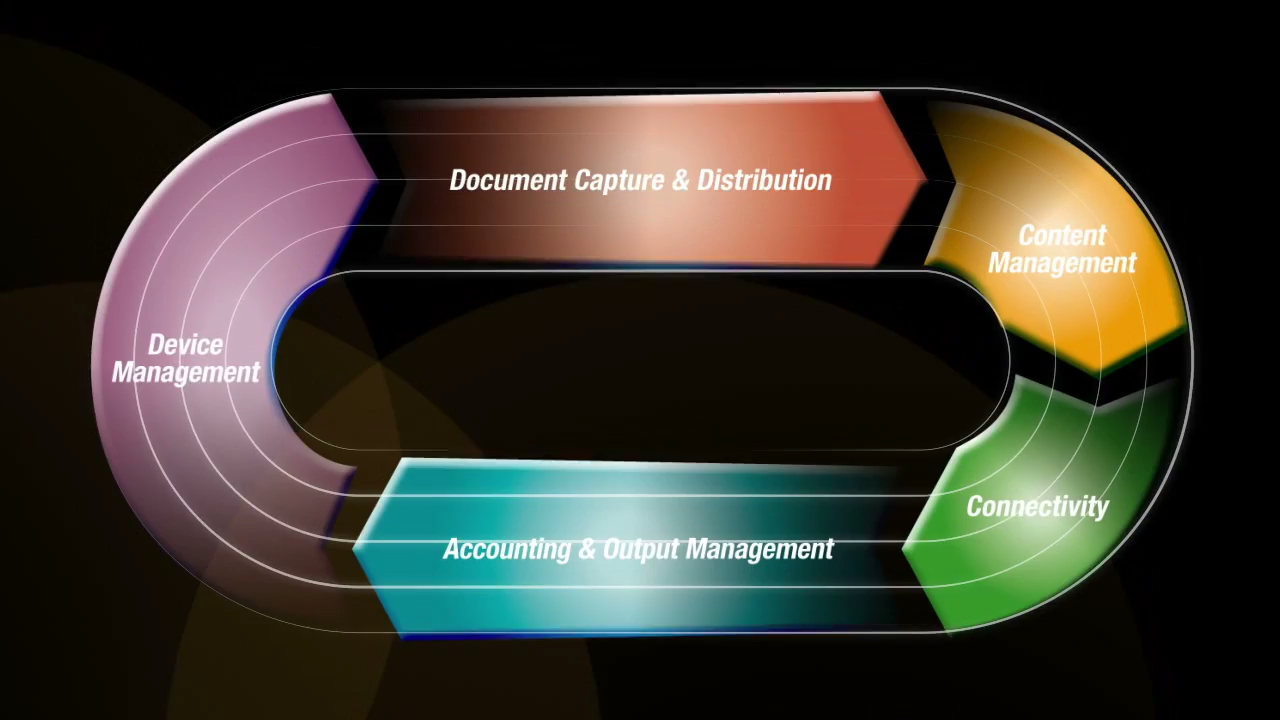 Document Capture & Distribution
Content
Management
Device
Management
Connectivity
Accounting & Output Management